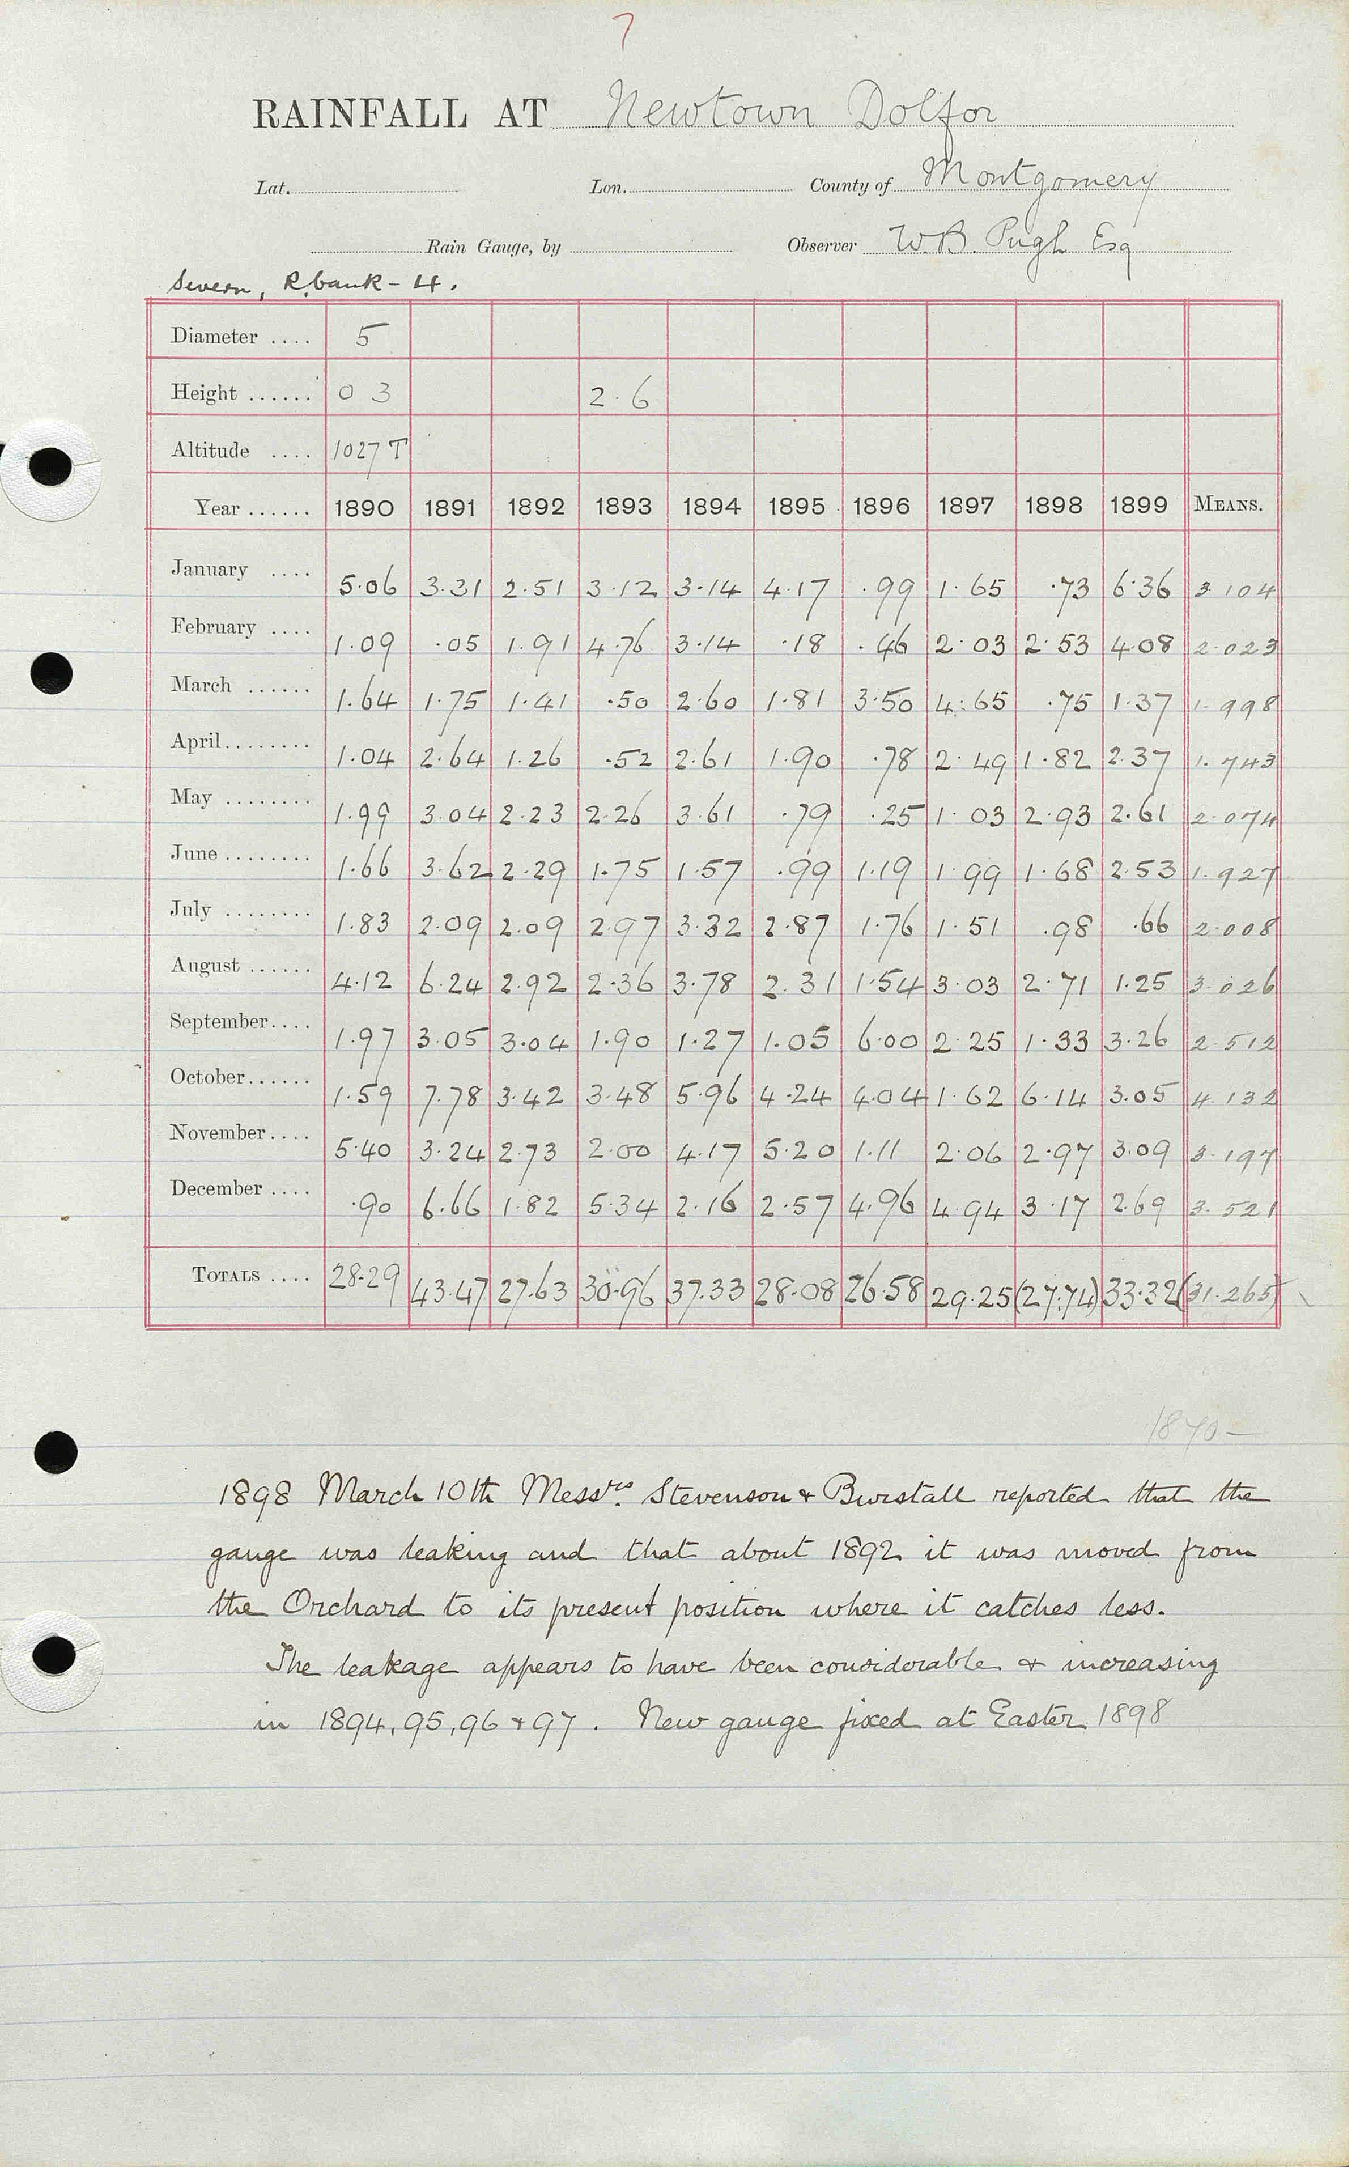 7
RAINFALL AT Newtown Dolfor
Lat. Lon. County of Montgomery
Rain Gauge, by Observer W.B. Pugh Esq
Severn, R. bank - 4.
Diameter .... 5
Height ...... 0 3 2.6
Altitude .... 1027 T
Year ...... 1890 1891 1892 1893 1894 1895 1896 1897 1898 1899 MEANS.
January .... 5.06 3.31 2.51 3.12 3.14 4.17 .99 1.65 .73 6.36 3.104
February .... 1.09 .05 1.91 4.76 3.14 .18 .46 2.03 2.53 4.08 2.023
March ...... 1.64 1.75 1.41 .50 2.60 1.81 3.50 4.65 .75 1.37 1.998
April........ 1.04 2.64 1.26 .52 2.61 1.90 .78 2.49 1.82 2.37 1.743
May ........ 1.99 3.04 2.23 2.26 3.61 .79 .25 1.03 2.93 2.61 2.074
June ........ 1.66 3.62 2.29 1.75 1.57 .99 1.19 1.99 1.68 2.53 1.927
July ........ 1.83 2.09 2.09 2.97 3.32 2.87 1.76 1.51 .98 .66 2.008
August ...... 4.12 6.24 2.92 2.36 3.78 2.31 1.54 3.03 2.71 1.25 3.026
September.... 1.97 3.05 3.04 1.90 1.27 1.05 6.00 2.25 1.33 3.26 2.512
October...... 1.59 7.78 3.42 3.48 5.96 4.24 4.04 1.62 6.14 3.05 4.132
November.... 5.40 3.24 2.73 2.00 4.17 5.20 1.11 2.06 2.97 3.09 3.197
December .... .90 6.66 1.82 5.34 2.16 2.57 4.96 4.94 3.17 2.69 3.521
TOTALS .... 28.29 43.47 27.63 30.96 37.33 28.08 26.58 29.25 (27.74) 33.32 (31.265)
1870-
1898 March 10th Messrs. Stevenson & Burstall reported that the
gauge was leaking and that about 1892 it was moved from
the Orchard to its present position where it catches less.
The leakage appears to have been considerable & increasing
in 1894, 95, 96 & 97. New gauge fixed at Easter 1898